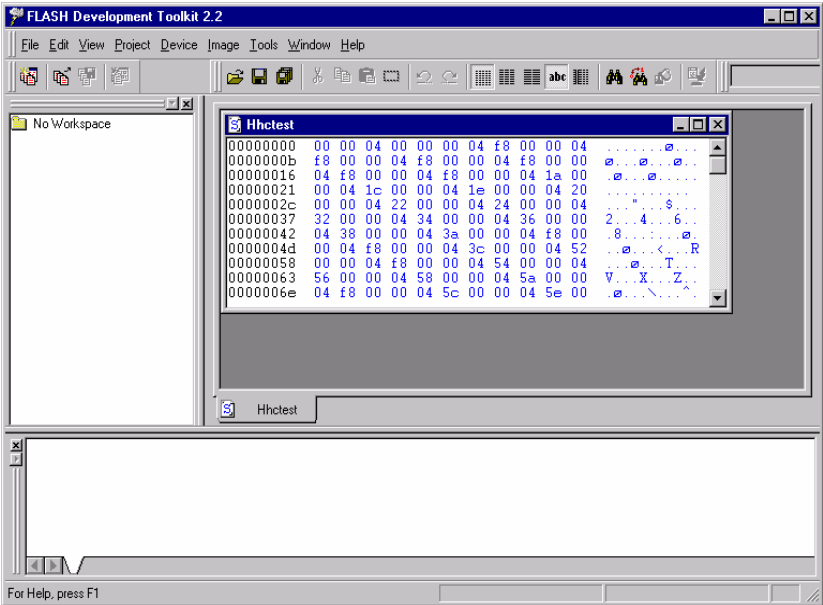 FLASH Development Toolkit 2.2
File Edit View Project Device Image Tools Window Help
abc
No Workspace
Hhctest
00000000 00 00 04 00 00 00 04 f8 00 00 04 .......ø...
0000000b f8 00 00 04 f8 00 00 04 f8 00 00 ø...ø...ø..
00000016 04 f8 00 00 04 f8 00 00 04 1a 00 .ø...ø.....
00000021 00 04 1c 00 00 04 1e 00 00 04 20 ..........
0000002c 00 00 04 22 00 00 04 24 00 00 04 ..."...$...
00000037 32 00 00 04 34 00 00 04 36 00 00 2...4...6..
00000042 04 38 00 00 04 3a 00 00 04 f8 00 .8...:...ø.
0000004d 00 04 f8 00 00 04 3c 00 00 04 52 ..ø...<...R
00000058 00 00 04 f8 00 00 04 54 00 00 04 ...ø...T...
00000063 56 00 00 04 58 00 00 04 5a 00 00 V...X...Z..
0000006e 04 f8 00 00 04 5c 00 00 04 5e 00 .ø...\...^.
Hhctest
For Help, press F1